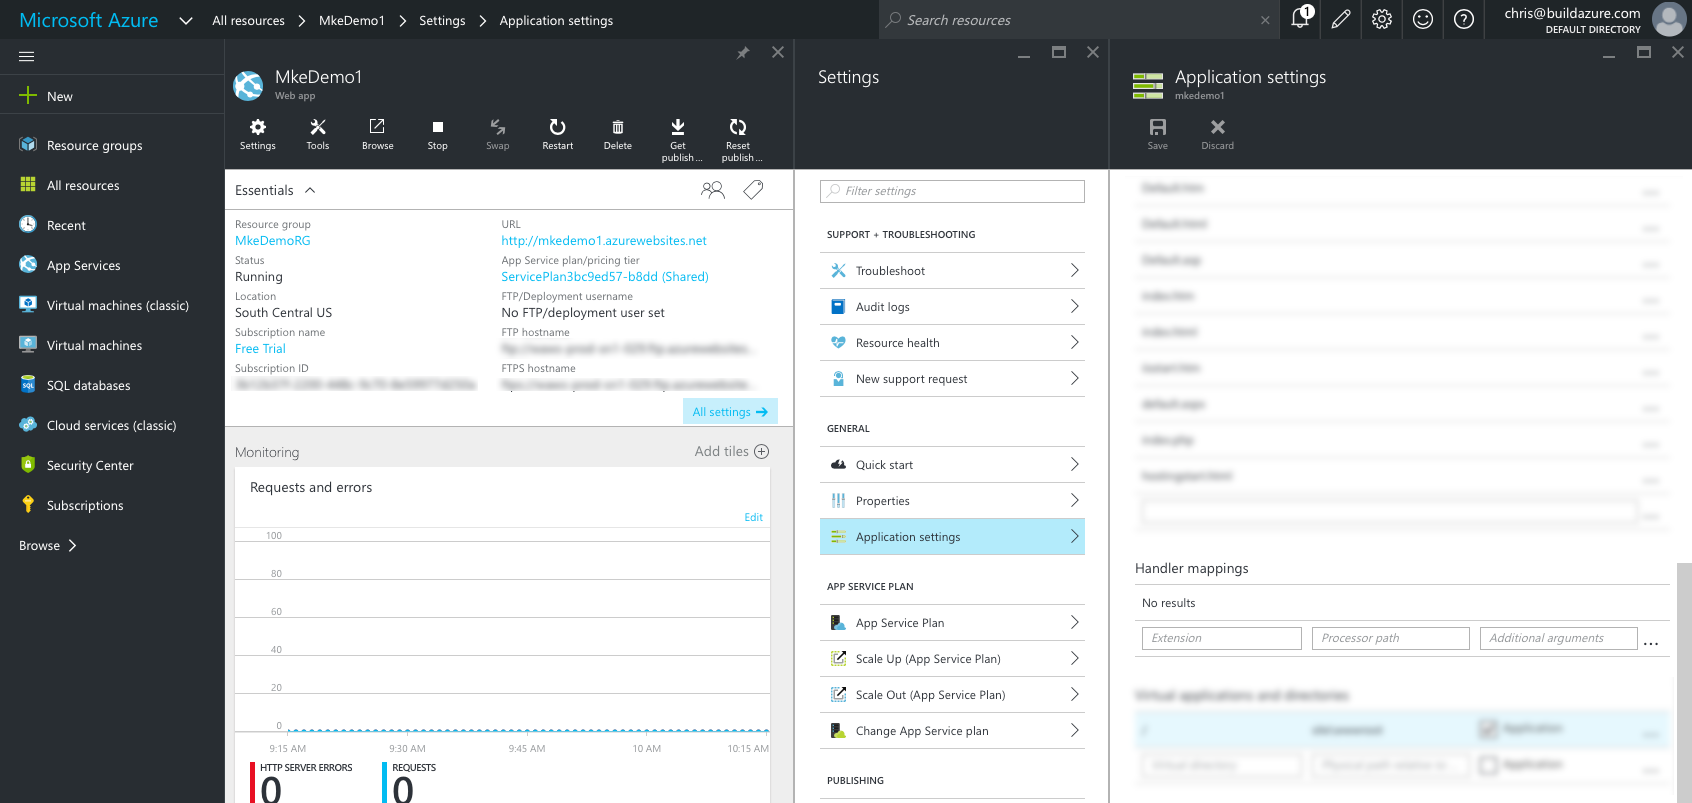 Microsoft Azure
All resources > MkeDemo1 > Settings > Application settings
Search resources
1
chris@buildazure.com
DEFAULT DIRECTORY
New
Resource groups
All resources
Recent
App Services
Virtual machines (classic)
Virtual machines
SQL databases
Cloud services (classic)
Security Center
Subscriptions
Browse >
MkeDemo1
Web app
Settings
Tools
Browse
Stop
Swap
Restart
Delete
Get publish ...
Reset publish ...
Essentials
Resource group
MkeDemoRG
Status
Running
Location
South Central US
Subscription name
Free Trial
Subscription ID
URL
http://mkedemo1.azurewebsites.net
App Service plan/pricing tier
ServicePlan3bc9ed57-b8dd (Shared)
FTP/Deployment username
No FTP/deployment user set
FTP hostname
FTPS hostname
All settings →
Monitoring
Add tiles
Requests and errors
Edit
100
80
60
40
20
0
9:15 AM 9:30 AM 9:45 AM 10 AM 10:15 AM
HTTP SERVER ERRORS
0
REQUESTS
0
Settings
Filter settings
SUPPORT + TROUBLESHOOTING
Troubleshoot
Audit logs
Resource health
New support request
GENERAL
Quick start
Properties
Application settings
APP SERVICE PLAN
App Service Plan
Scale Up (App Service Plan)
Scale Out (App Service Plan)
Change App Service plan
PUBLISHING
Application settings
mkedemo1
Save
Discard
Handler mappings
No results
Extension
Processor path
Additional arguments
...
Virtual applications and directories